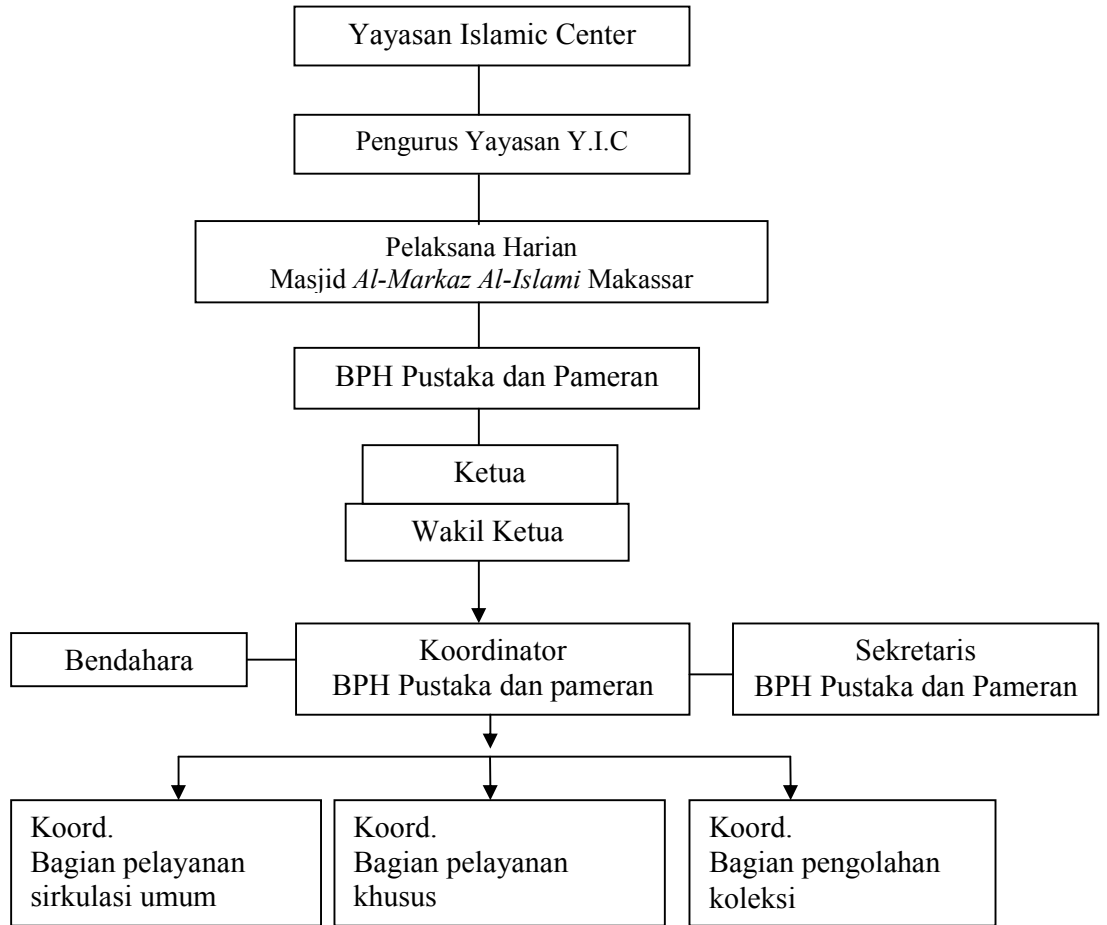 Yayasan Islamic Center
Pengurus Yayasan Y.I.C
Pelaksana Harian
Masjid Al-Markaz Al-Islami Makassar
BPH Pustaka dan Pameran
Ketua
Wakil Ketua
Bendahara
Koordinator
BPH Pustaka dan pameran
Sekretaris
BPH Pustaka dan Pameran
Koord.
Bagian pelayanan
sirkulasi umum
Koord.
Bagian pelayanan
khusus
Koord.
Bagian pengolahan
koleksi